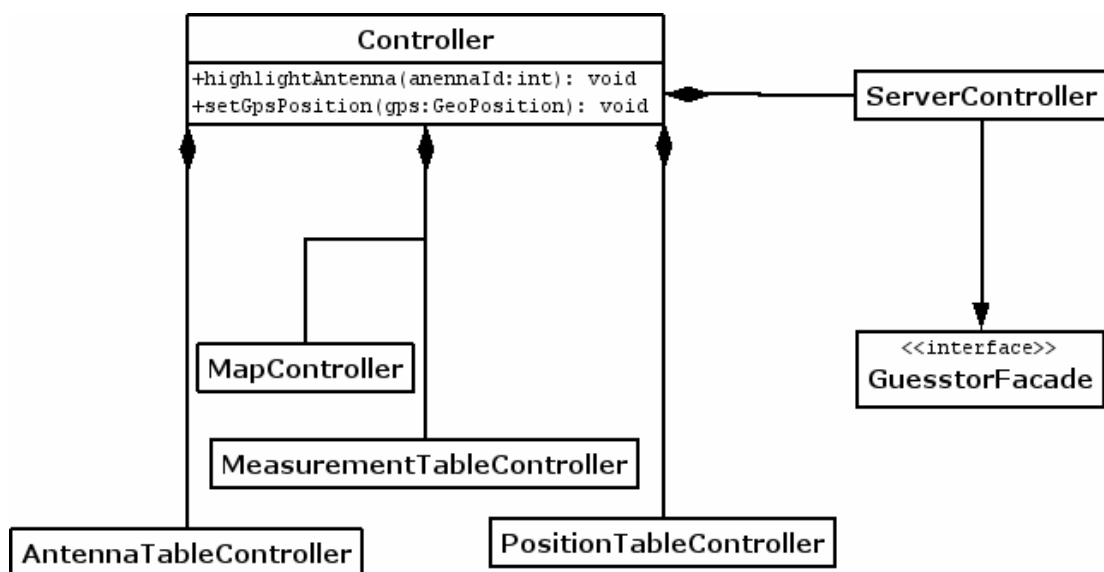 Controller
+highlightAntenna(anennaId:int): void
+setGpsPosition(gps:GeoPosition): void
ServerController
<<interface>>
GuesstorFacade
MapController
MeasurementTableController
AntennaTableController
PositionTableController